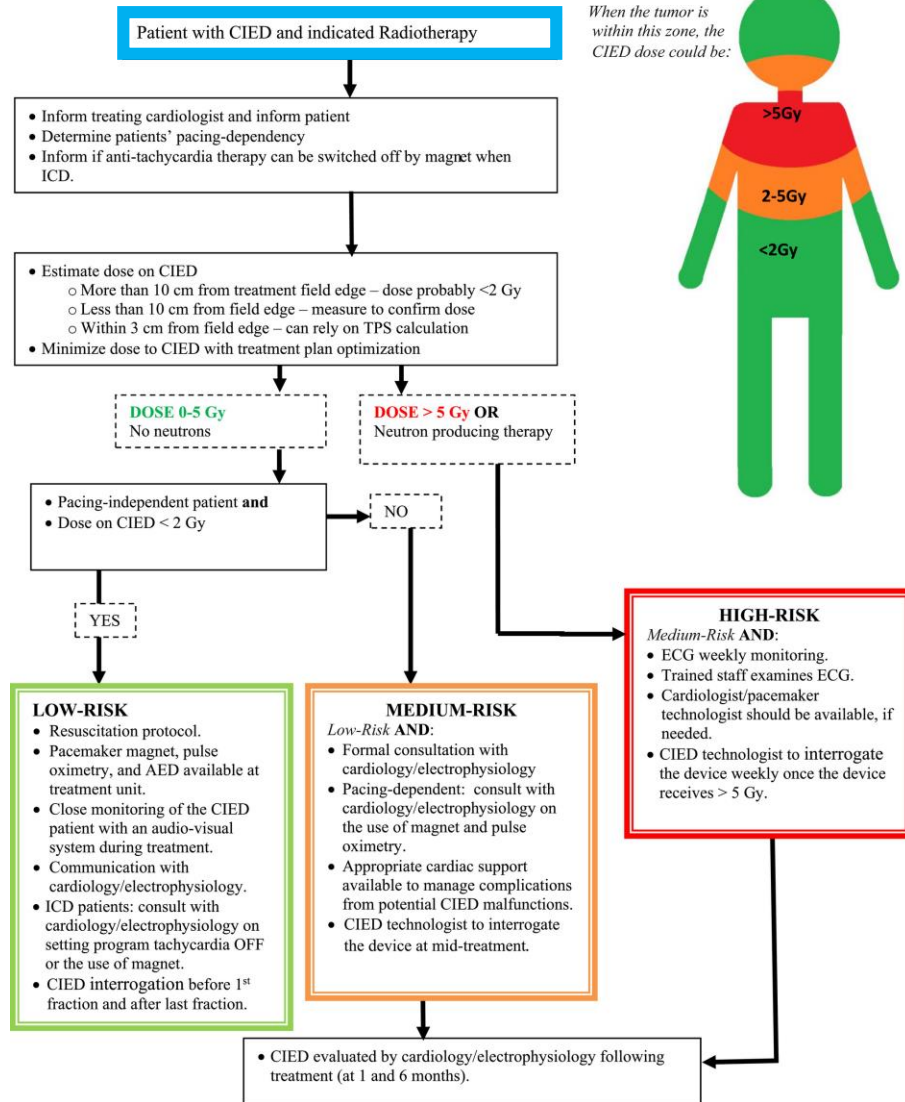 Patient with CIED and indicated Radiotherapy
When the tumor is
within this zone, the
CIED dose could be:
>5Gy
2-5Gy
<2Gy
• Inform treating cardiologist and inform patient
• Determine patients' pacing-dependency
• Inform if anti-tachycardia therapy can be switched off by magnet when
ICD.
• Estimate dose on CIED
o More than 10 cm from treatment field edge – dose probably <2 Gy
o Less than 10 cm from field edge – measure to confirm dose
o Within 3 cm from field edge – can rely on TPS calculation
• Minimize dose to CIED with treatment plan optimization
DOSE 0-5 Gy
No neutrons
DOSE > 5 Gy OR
Neutron producing therapy
• Pacing-independent patient and
• Dose on CIED < 2 Gy
NO
YES
LOW-RISK
• Resuscitation protocol.
• Pacemaker magnet, pulse
oximetry, and AED available at
treatment unit.
• Close monitoring of the CIED
patient with an audio-visual
system during treatment.
• Communication with
cardiology/electrophysiology.
• ICD patients: consult with
cardiology/electrophysiology on
setting program tachycardia OFF
or the use of magnet.
• CIED interrogation before 1st
fraction and after last fraction.
MEDIUM-RISK
Low-Risk AND:
• Formal consultation with
cardiology/electrophysiology
• Pacing-dependent: consult with
cardiology/electrophysiology on
the use of magnet and pulse
oximetry.
• Appropriate cardiac support
available to manage complications
from potential CIED malfunctions.
• CIED technologist to interrogate
the device at mid-treatment.
HIGH-RISK
Medium-Risk AND:
• ECG weekly monitoring.
• Trained staff examines ECG.
• Cardiologist/pacemaker
technologist should be available, if
needed.
• CIED technologist to interrogate
the device weekly once the device
receives > 5 Gy.
• CIED evaluated by cardiology/electrophysiology following
treatment (at 1 and 6 months).